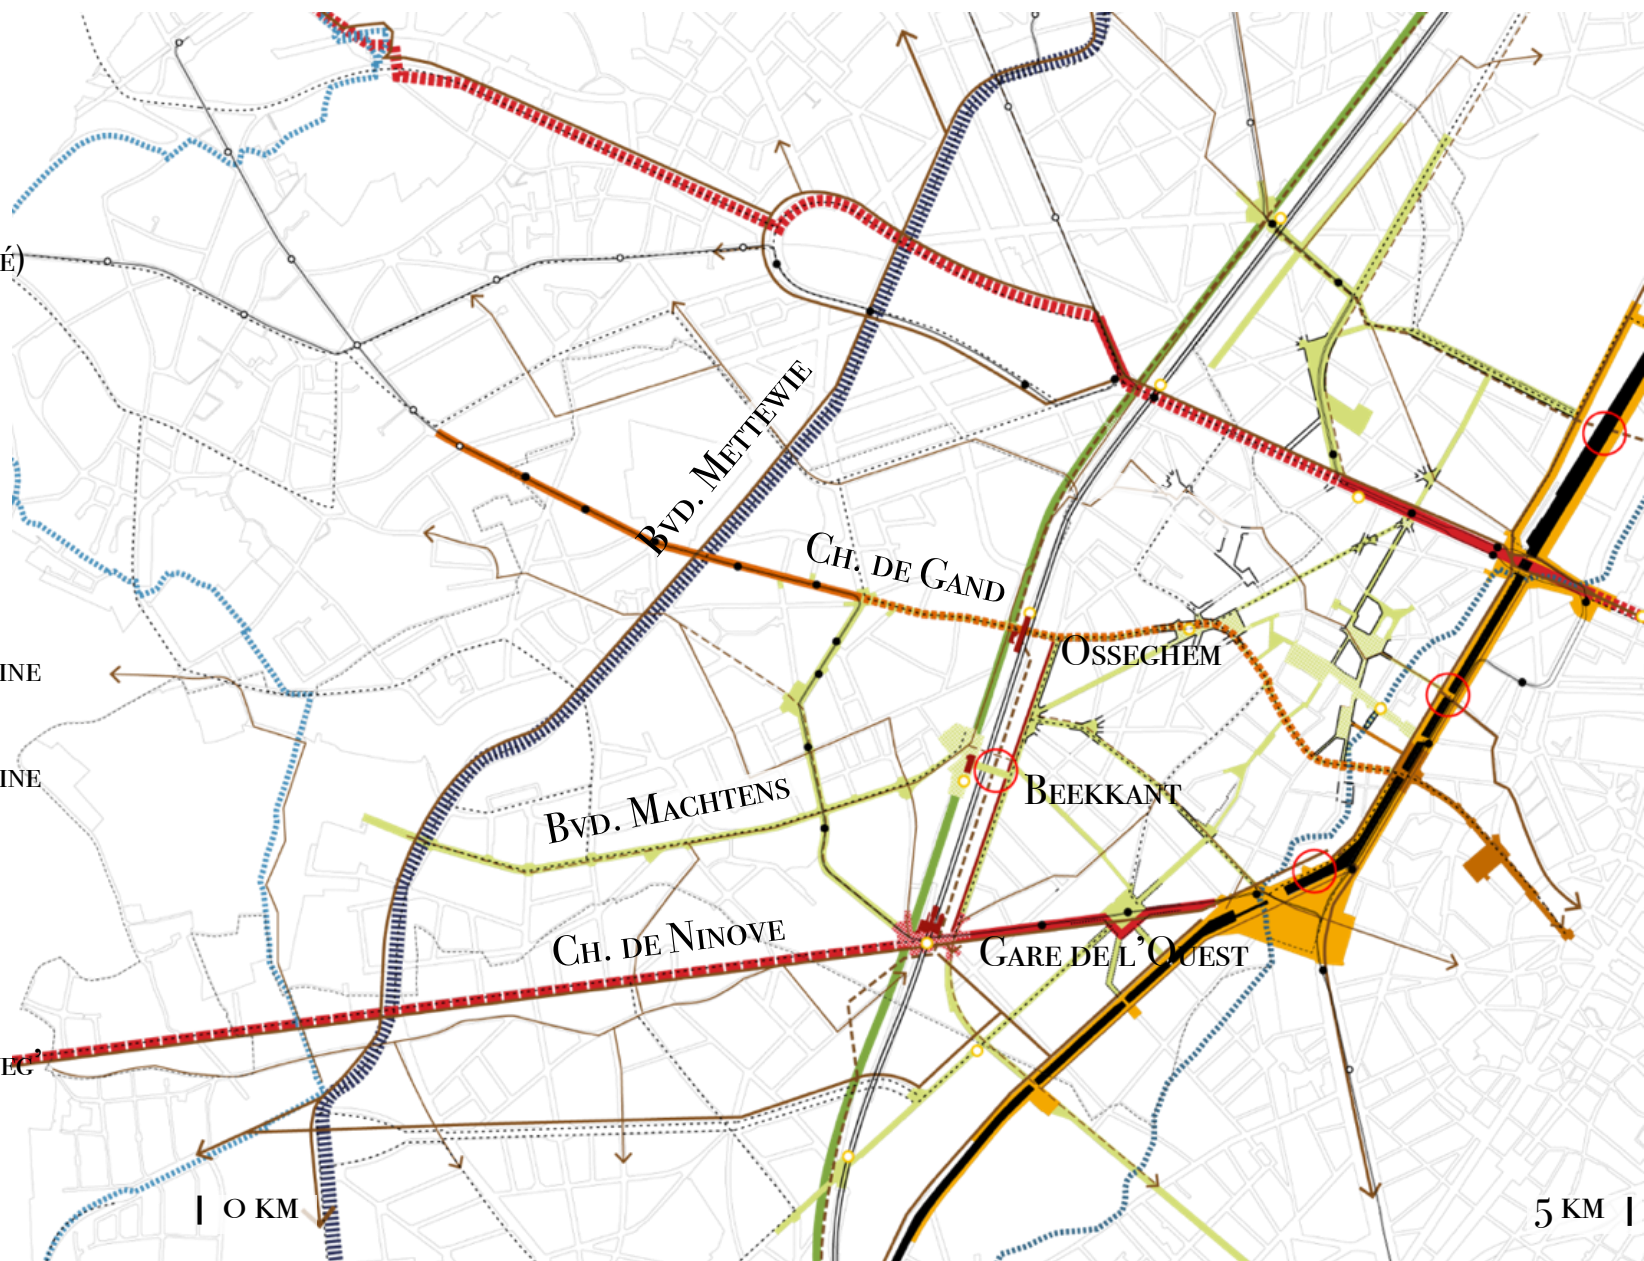 É)
Bvd. Mettewie
Ch. de Gand
Osseghem
INE
INE
Beekkant
Bvd. Machtens
Ch. de Ninove
Gare de l'Ouest
EG'
0 KM
5 KM